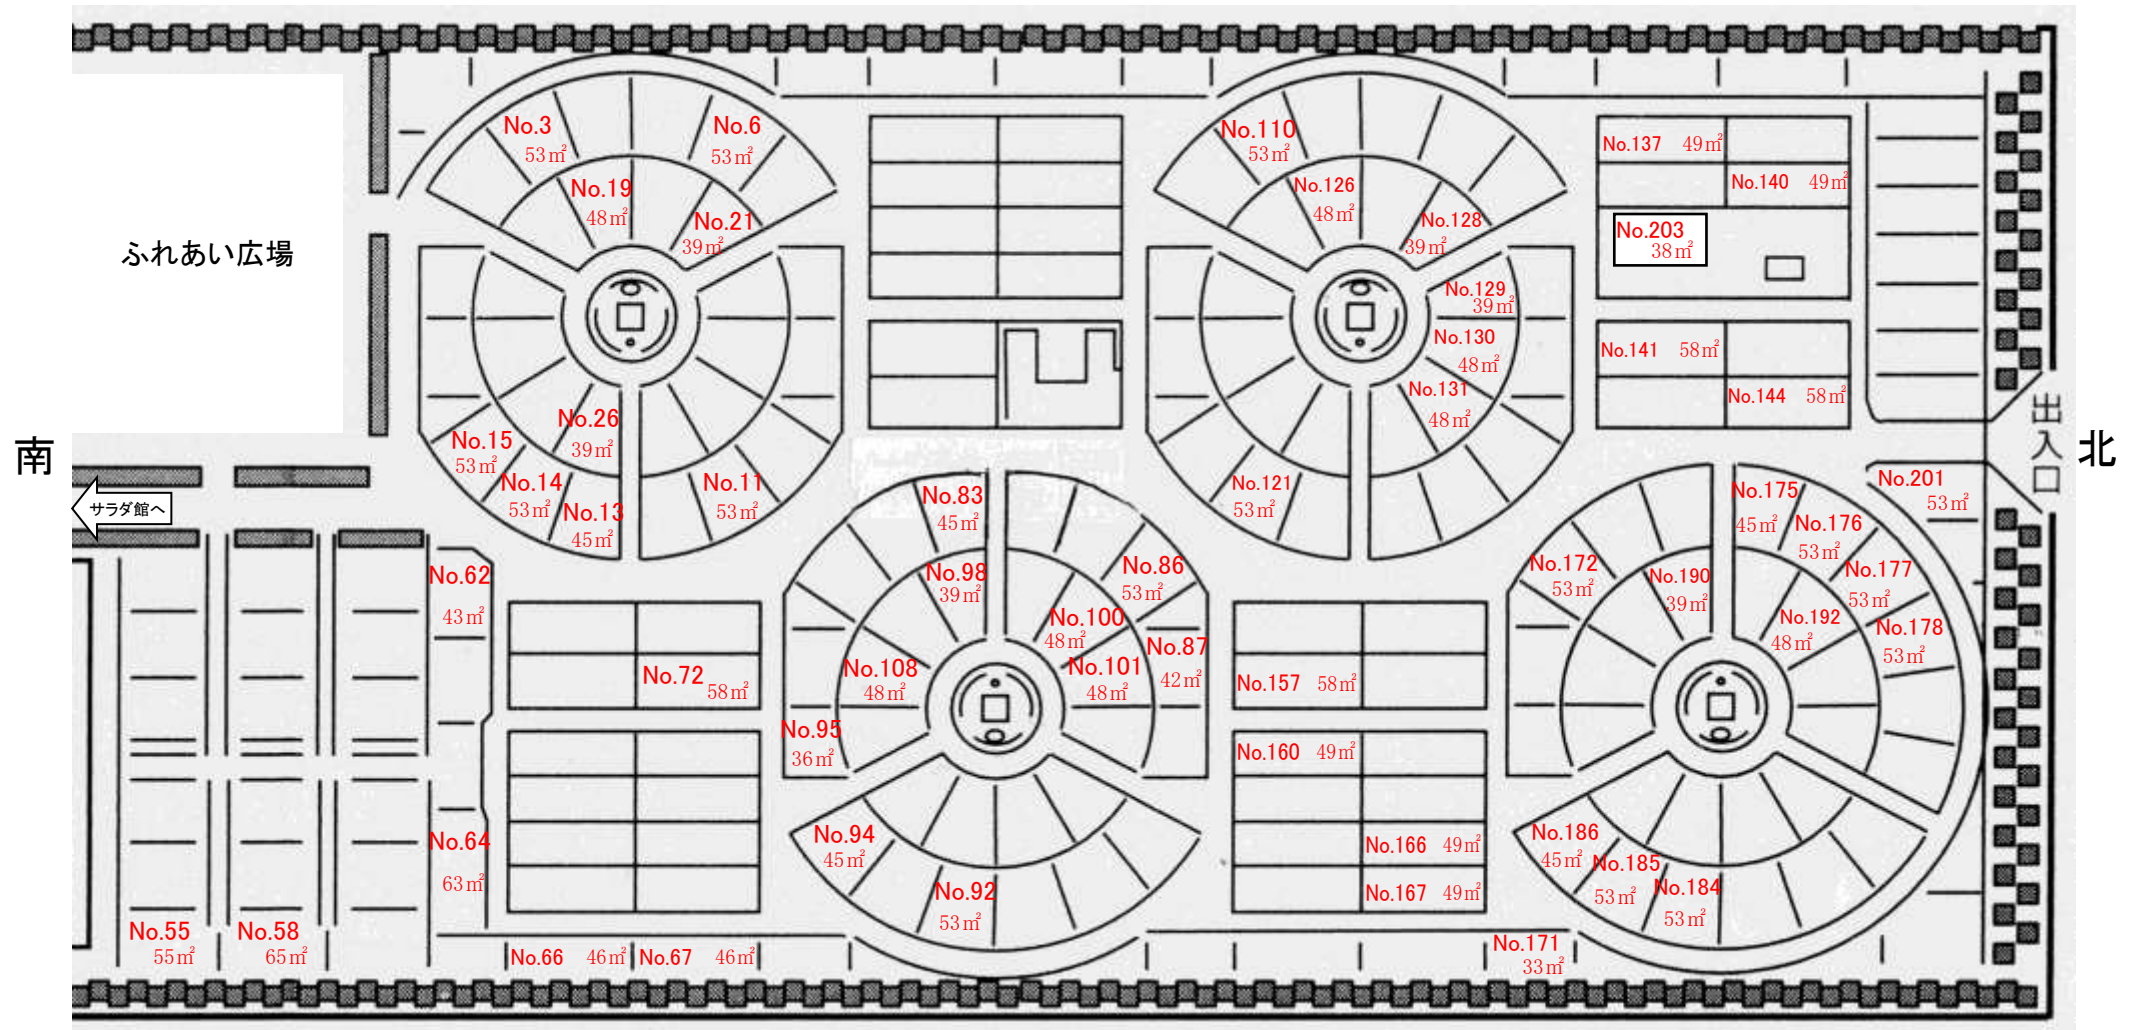 No.3
53㎡
No.6
53㎡
No.19
48㎡
No.21
39㎡
No.110
53㎡
No.126
48㎡
No.128
39㎡
No.137 49㎡
No.140 49㎡
No.203
38㎡
ふれあい広場
No.129
39㎡
No.130
48㎡
No.131
48㎡
No.141 58㎡
No.144 58㎡
出入口
南
北
No.26
39㎡
No.15
53㎡
No.14
53㎡
No.13
45㎡
No.11
53㎡
No.83
45㎡
No.121
53㎡
No.175
45㎡
No.176
53㎡
No.201
53㎡
サラダ館へ
No.62
43㎡
No.98
39㎡
No.86
53㎡
No.100
48㎡
No.87
42㎡
No.101
48㎡
No.108
48㎡
No.172
53㎡
No.190
39㎡
No.177
53㎡
No.192
48㎡
No.178
53㎡
No.72 58㎡
No.157 58㎡
No.95
36㎡
No.160 49㎡
No.64
63㎡
No.94
45㎡
No.92
53㎡
No.166 49㎡
No.167 49㎡
No.186
45㎡
No.185
53㎡
No.184
53㎡
No.55
55㎡
No.58
65㎡
No.66 46㎡
No.67 46㎡
No.171
33㎡